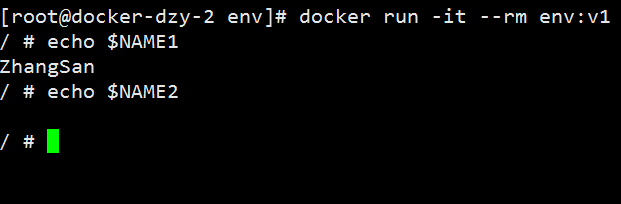 [root@docker-dzy-2 env]# docker run -it --rm env:v1
/ # echo $NAME1
ZhangSan
/ # echo $NAME2
/ #